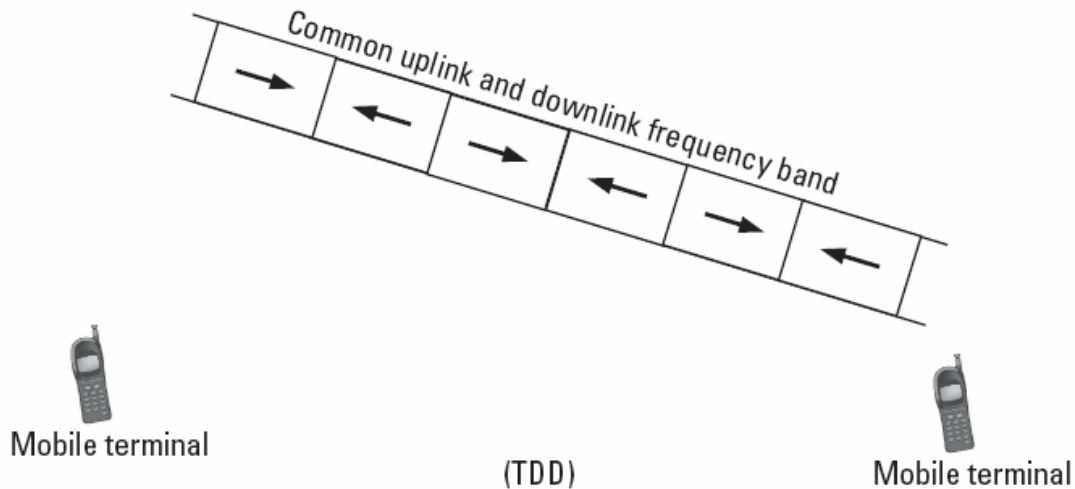 Common uplink and downlink frequency band
Mobile terminal
(TDD)
Mobile terminal